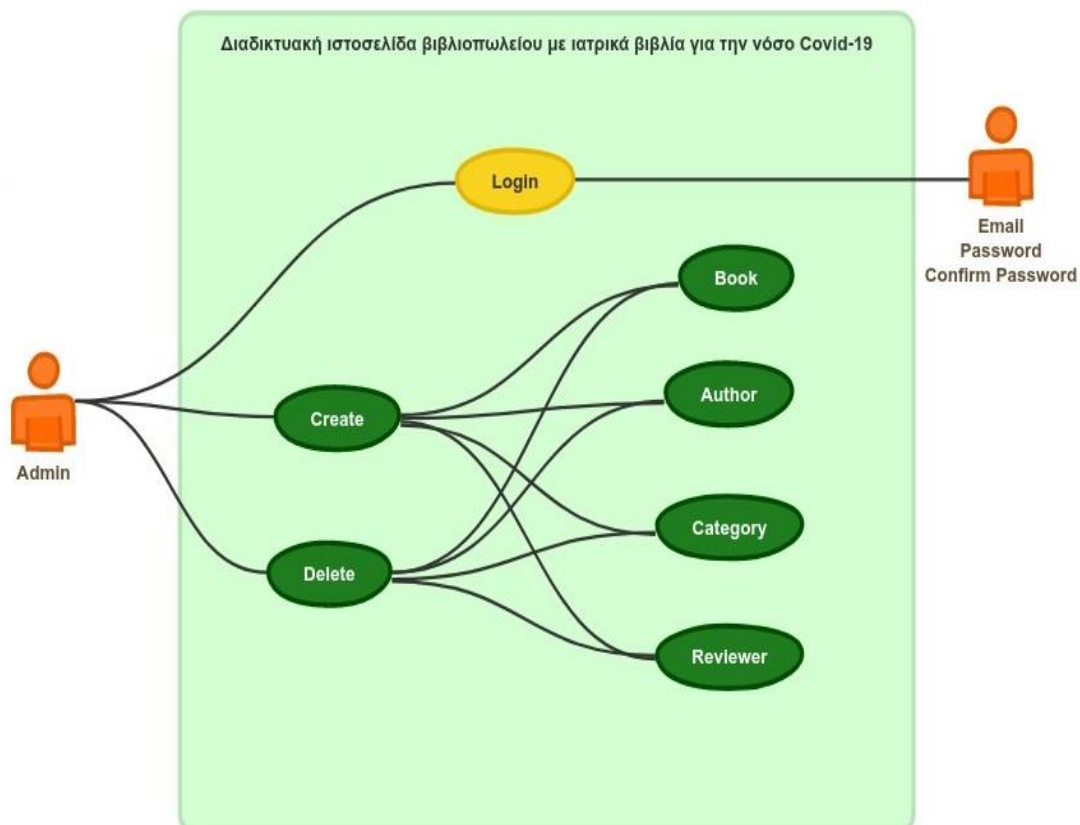 Διαδικτυακή ιστοσελίδα βιβλιοπωλείου με ιατρικά βιβλία για την νόσο Covid-19
Login
Email
Password
Confirm Password
Book
Author
Create
Admin
Category
Delete
Reviewer